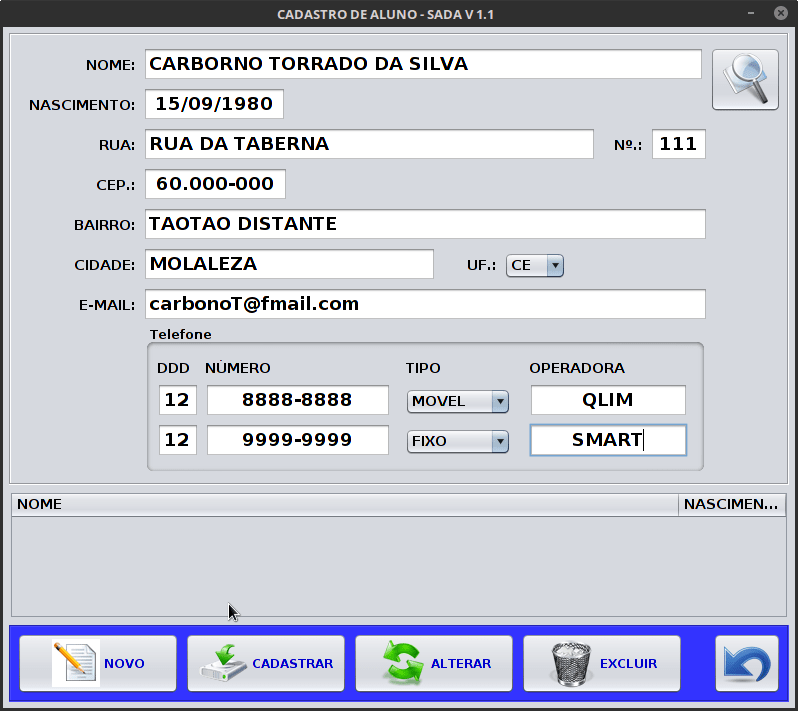 CADASTRO DE ALUNO - SADA V 1.1
NOME: CARBORNO TORRADO DA SILVA
NASCIMENTO: 15/09/1980
RUA: RUA DA TABERNA Nº.: 111
CEP.: 60.000-000
BAIRRO: TAOTAO DISTANTE
CIDADE: MOLALEZA UF.: CE
E-MAIL: carbonoT@fmail.com
Telefone
DDD NÚMERO TIPO OPERADORA
12 8888-8888 MOVEL QLIM
12 9999-9999 FIXO SMART
NOME NASCIMEN...
NOVO CADASTRAR ALTERAR EXCLUIR